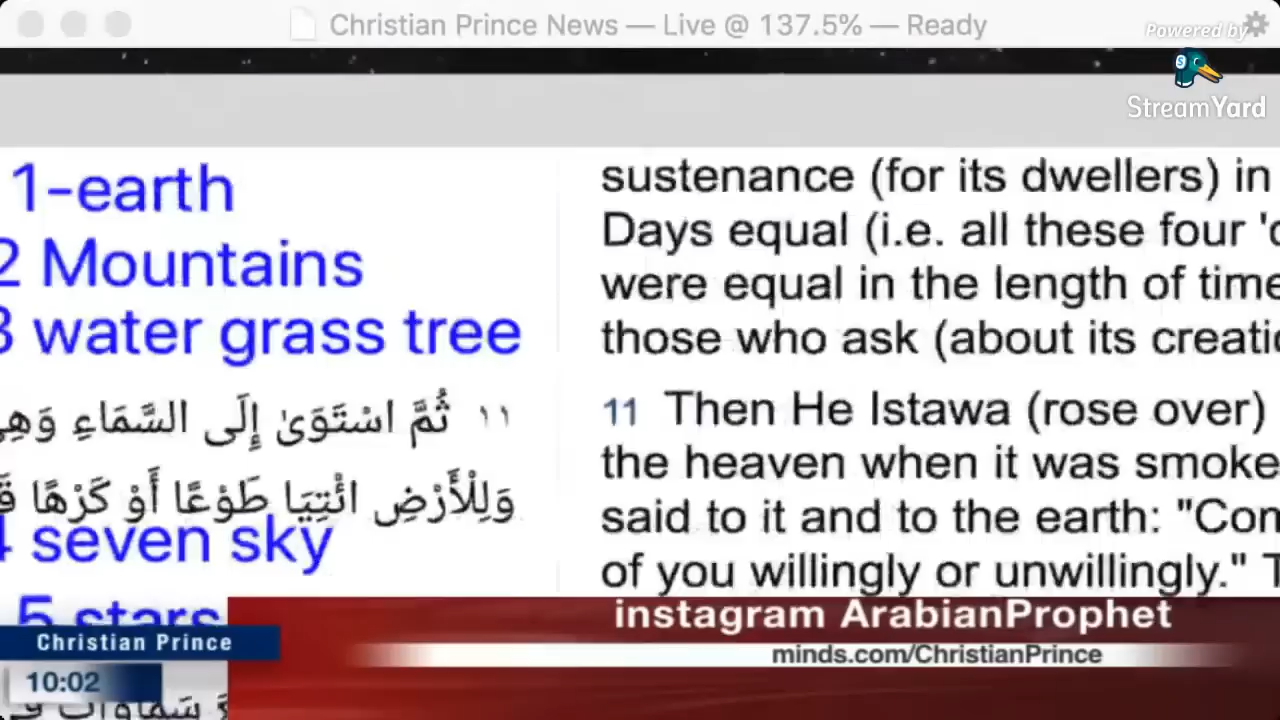 Christian Prince News — Live @ 137.5% — Ready
Powered by
StreamYard
1-earth
2 Mountains
3 water grass tree
١١ ثُمَّ اسْتَوَىٰ إِلَى السَّمَاءِ
وَلِلْأَرْضِ ائْتِيَا طَوْعًا أَوْ كَرْهًا
4 seven sky
5 stars
سَمَاوَاتٍ
sustenance (for its dwellers) in
Days equal (i.e. all these four
were equal in the length of time
those who ask (about its
11 Then He Istawa (rose over)
the heaven when it was smoke
said to it and to the earth:
of you willingly or unwillingly."
instagram ArabianProphet
minds.com/ChristianPrince
Christian Prince
10:02